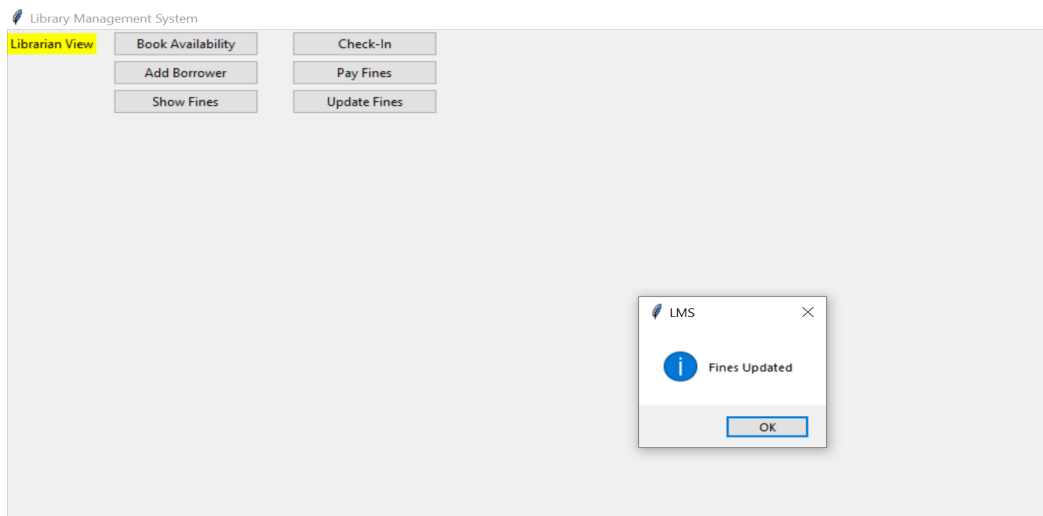 Library Management System
Librarian View Book Availability Check-In
Add Borrower Pay Fines
Show Fines Update Fines
LMS
Fines Updated
OK